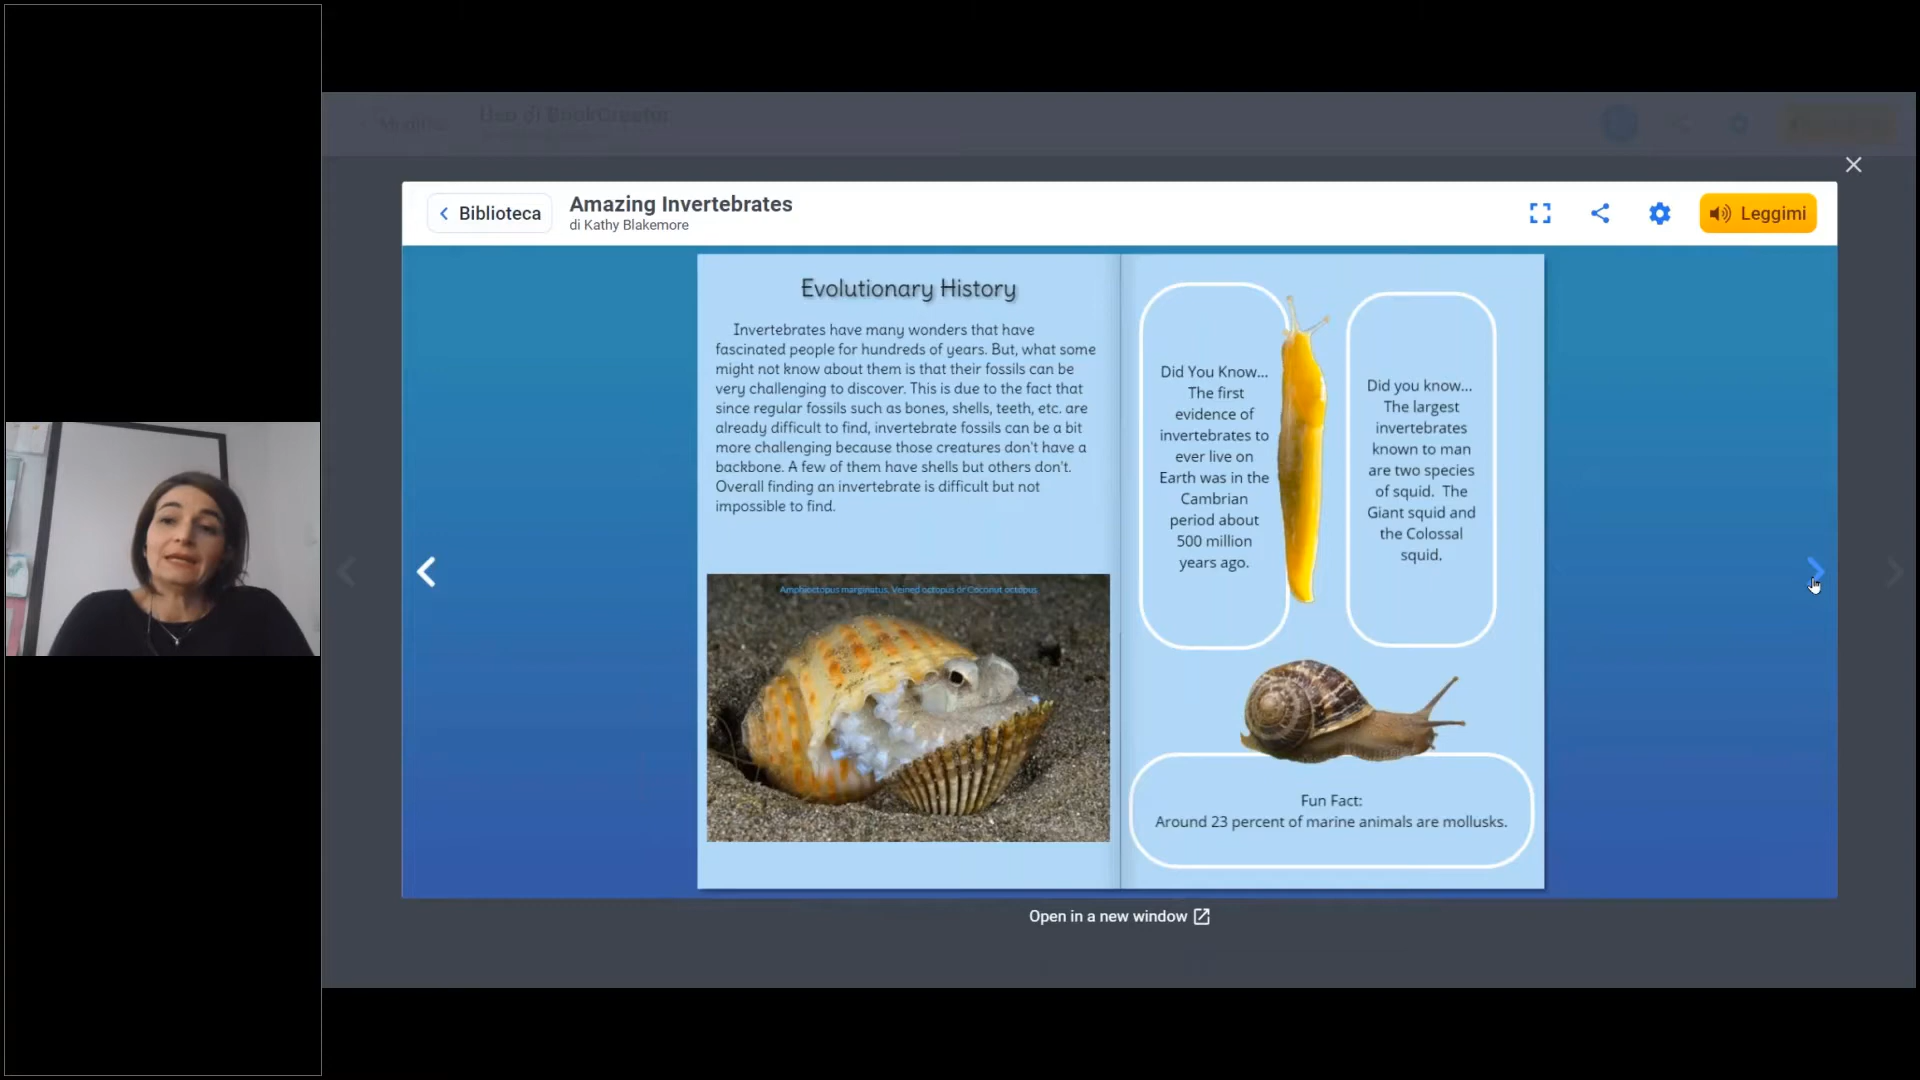 Biblioteca
Amazing Invertebrates
di Kathy Blakemore
Leggimi
Evolutionary History
Invertebrates have many wonders that have
fascinated people for hundreds of years. But, what some
might not know about them is that their fossils can be
very challenging to discover. This is due to the fact that
since regular fossils such as bones, shells, teeth, etc. are
already difficult to find, invertebrate fossils can be a bit
more challenging because those creatures don't have a
backbone. A few of them have shells but others don't.
Overall finding an invertebrate is difficult but not
impossible to find.
Amphioctopus marginatus, Veined octopus or Coconut octopus
Did You Know...
The first
evidence of
invertebrates to
ever live on
Earth was in the
Cambrian
period about
500 million
years ago.
Did you know...
The largest
invertebrates
known to man
are two species
of squid. The
Giant squid and
the Colossal
squid.
Fun Fact:
Around 23 percent of marine animals are mollusks.
Open in a new window